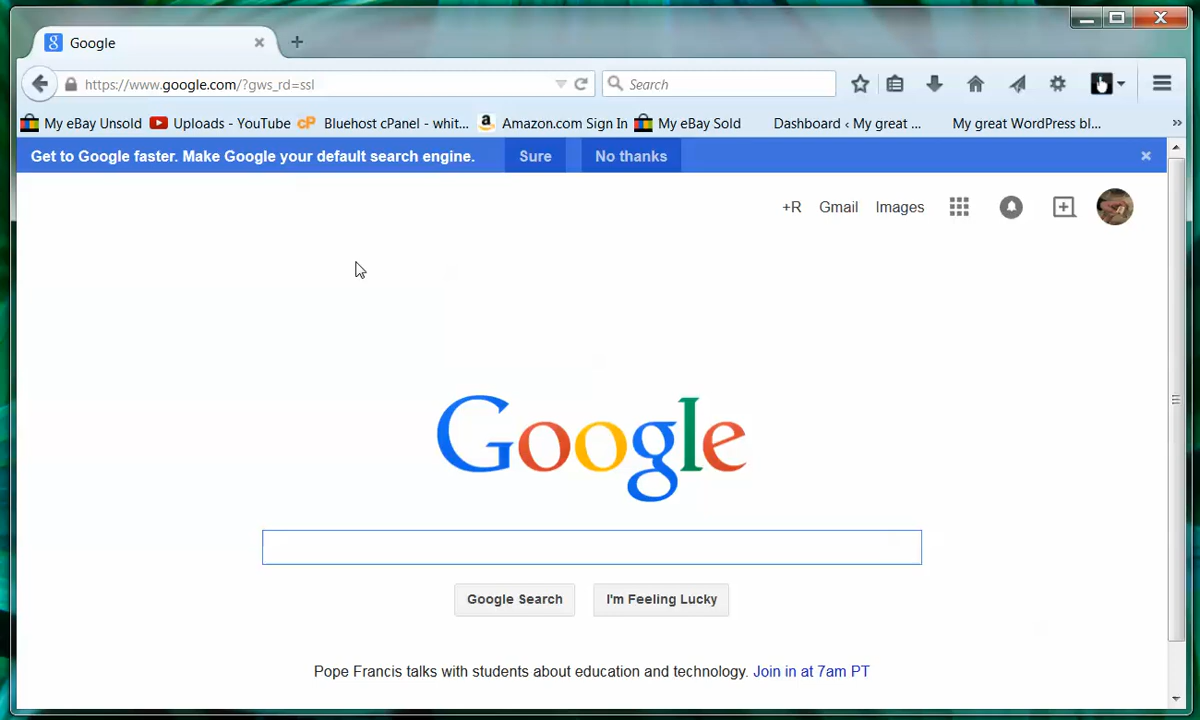 Google
https://www.google.com/?gws_rd=ssl
Search
My eBay Unsold Uploads - YouTube cP Bluehost cPanel - whit... a Amazon.com Sign In My eBay Sold Dashboard ‹ My great ... My great WordPress bl... »
Get to Google faster. Make Google your default search engine. Sure No thanks
+R Gmail Images
Google
Google Search I'm Feeling Lucky
Pope Francis talks with students about education and technology. Join in at 7am PT